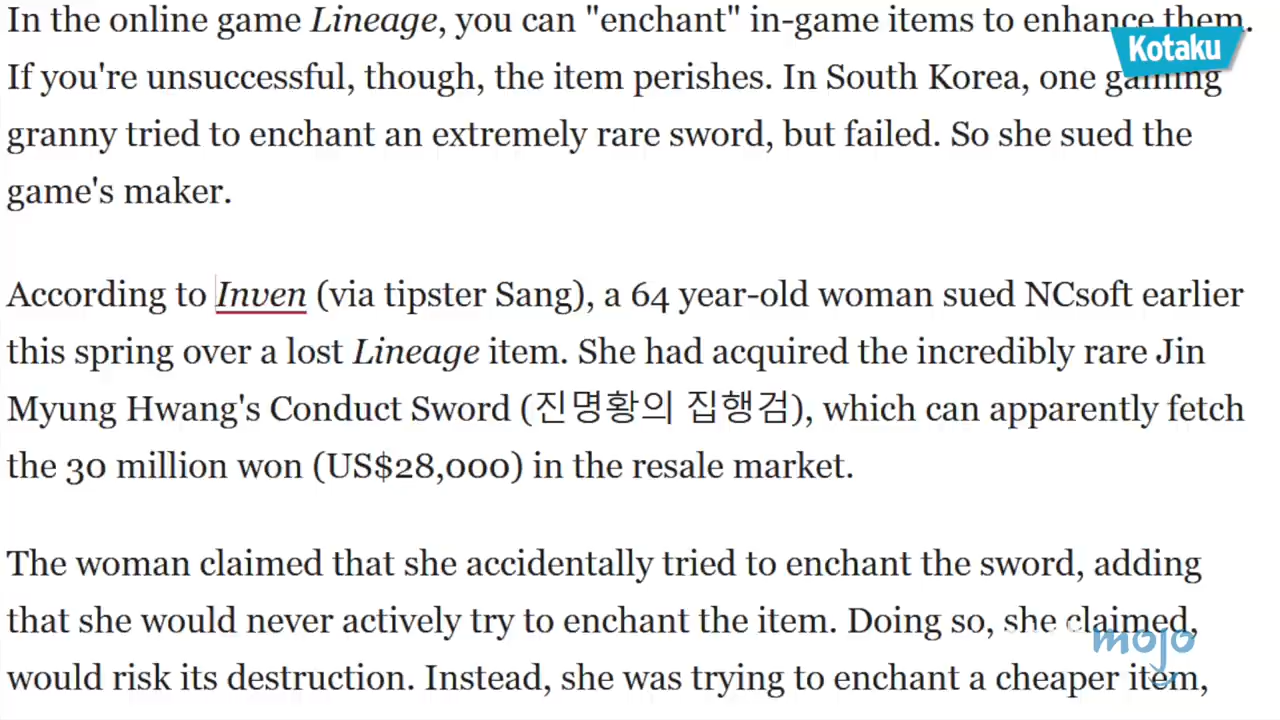 In the online game Lineage, you can "enchant" in-game items to enhance them.
Kotaku
If you're unsuccessful, though, the item perishes. In South Korea, one gaming
granny tried to enchant an extremely rare sword, but failed. So she sued the
game's maker.
According to Inven (via tipster Sang), a 64 year-old woman sued NCsoft earlier
this spring over a lost Lineage item. She had acquired the incredibly rare Jin
Myung Hwang's Conduct Sword (진명황의 집행검), which can apparently fetch
the 30 million won (US$28,000) in the resale market.
The woman claimed that she accidentally tried to enchant the sword, adding
that she would never actively try to enchant the item. Doing so, she claimed,
mojo
would risk its destruction. Instead, she was trying to enchant a cheaper item,